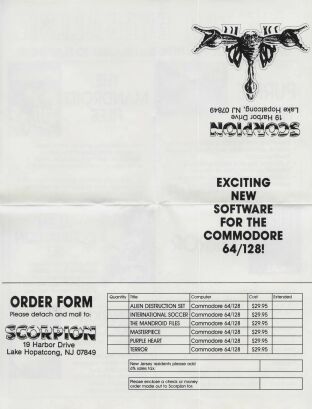 SCORPION
19 Harbor Drive
Lake Hopatcong, NJ 07849
EXCITING
NEW
SOFTWARE
FOR THE
COMMODORE
64/128!
ORDER FORM
Please detach and mail to:
SCORPION
19 Harbor Drive
Lake Hopatcong, NJ 07849
Quantity Title Computer Cost Extended
ALIEN DESTRUCTION SET Commodore 64/128 $29.95
INTERNATIONAL SOCCER Commodore 64/128 $29.95
THE MANDROID FILES Commodore 64/128 $29.95
MASTERPIECE Commodore 64/128 $29.95
PURPLE HEART Commodore 64/128 $29.95
TERROR Commodore 64/128 $29.95
New Jersey residents please add
6% sales tax.
Please enclose a check or money
order made out to Scorpion for: